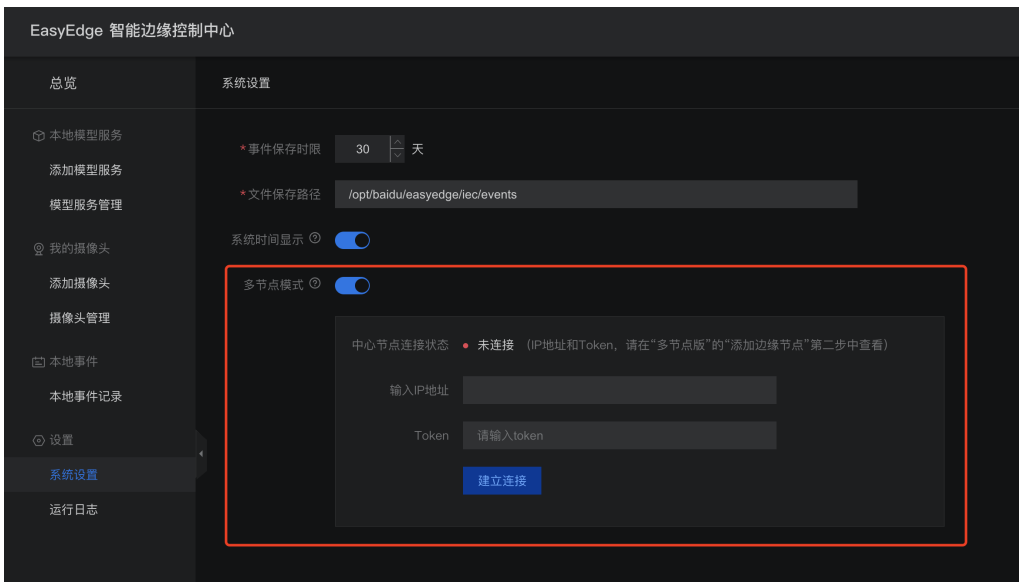 EasyEdge 智能边缘控制中心
总览
系统设置
本地模型服务
添加模型服务
模型服务管理
我的摄像头
添加摄像头
摄像头管理
本地事件
本地事件记录
设置
系统设置
运行日志
*事件保存时限 30 天
*文件保存路径 /opt/baidu/easyedge/iec/events
系统时间显示 ?
多节点模式 ?
中心节点连接状态 未连接 (IP地址和Token, 请在“多节点版”的“添加边缘节点”第二步中查看)
输入IP地址
Token 请输入token
建立连接